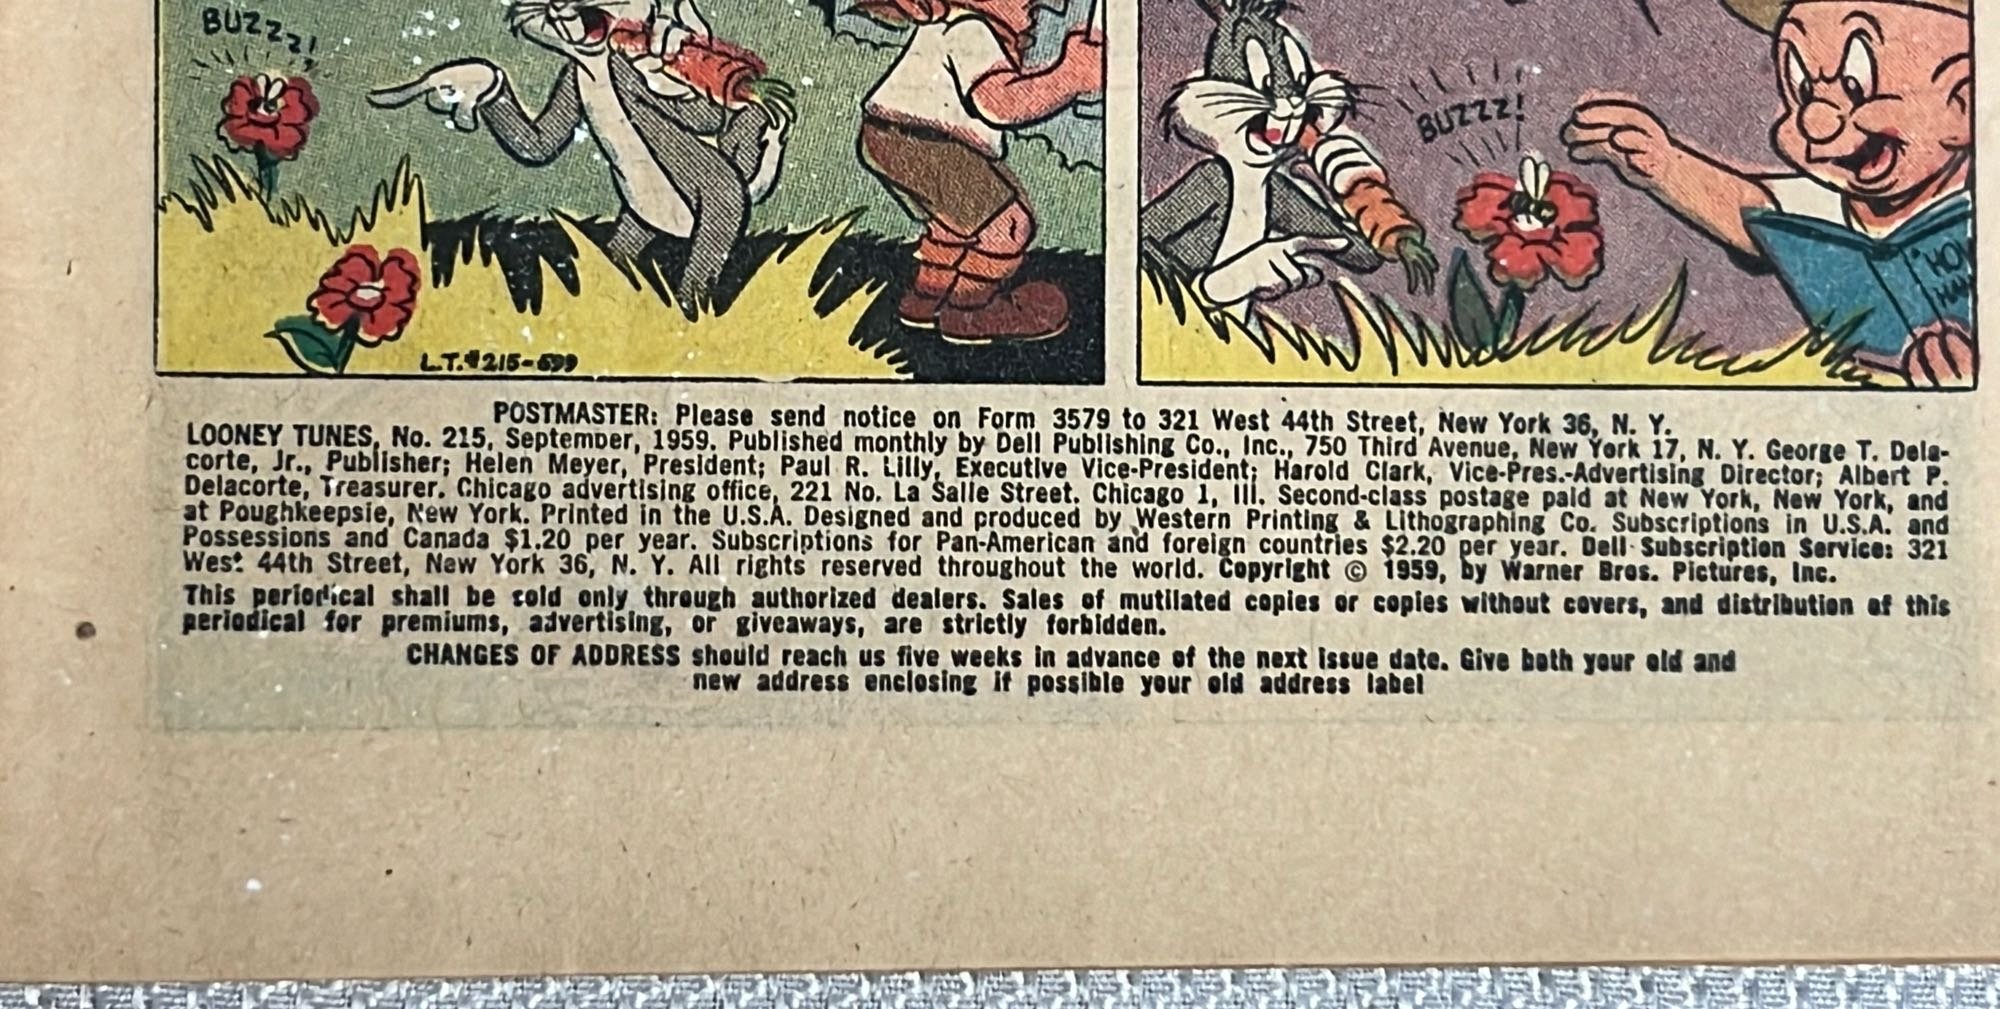 BUZZZ!
BUZZZ!
L.T.#215-599
POSTMASTER: Please send notice on Form 3579 to 321 West 44th Street, New York 36, N. Y.
LOONEY TUNES, No. 215, September, 1959. Published monthly by Dell Publishing Co., Inc., 750 Third Avenue, New York 17, N. Y. George T. Dela-
corte, Jr., Publisher; Helen Meyer, President; Paul R. Lilly, Executive Vice-President; Harold Clark, Vice-Pres.-Advertising Director; Albert P.
Delacorte, Treasurer. Chicago advertising office, 221 No. La Salle Street. Chicago 1, Ill. Second-class postage paid at New York, New York, and
at Poughkeepsie, New York. Printed in the U.S.A. Designed and produced by Western Printing & Lithographing Co. Subscriptions in U.S.A. and
Possessions and Canada $1.20 per year. Subscriptions for Pan-American and foreign countries $2.20 per year. Dell Subscription Service: 321
West 44th Street, New York 36, N. Y. All rights reserved throughout the world. Copyright © 1959, by Warner Bros. Pictures, Inc.
This periodical shall be sold only through authorized dealers. Sales of mutilated copies or copies without covers, and distribution of this
periodical for premiums, advertising, or giveaways, are strictly forbidden.
CHANGES OF ADDRESS should reach us five weeks in advance of the next issue date. Give both your old and
new address enclosing if possible your old address label